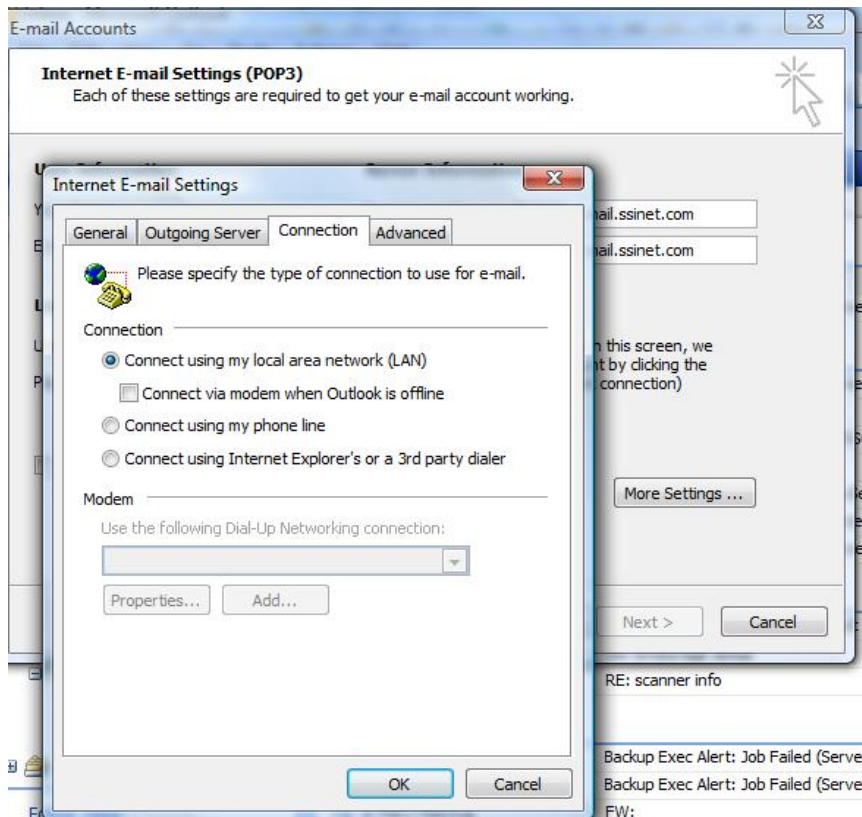 E-mail Accounts
Internet E-mail Settings (POP3)
Each of these settings are required to get your e-mail account working.
Internet E-mail Settings
ail.ssinet.com
ail.ssinet.com
General Outgoing Server Connection Advanced
Please specify the type of connection to use for e-mail.
Connection
Connect using my local area network (LAN)
Connect via modem when Outlook is offline
Connect using my phone line
Connect using Internet Explorer's or a 3rd party dialer
this screen, we
t by clicking the
connection)
Modem
Use the following Dial-Up Networking connection:
Properties... Add...
More Settings ...
Next > Cancel
OK Cancel
RE: scanner info
Backup Exec Alert: Job Failed (Serve
Backup Exec Alert: Job Failed (Serve
FW: